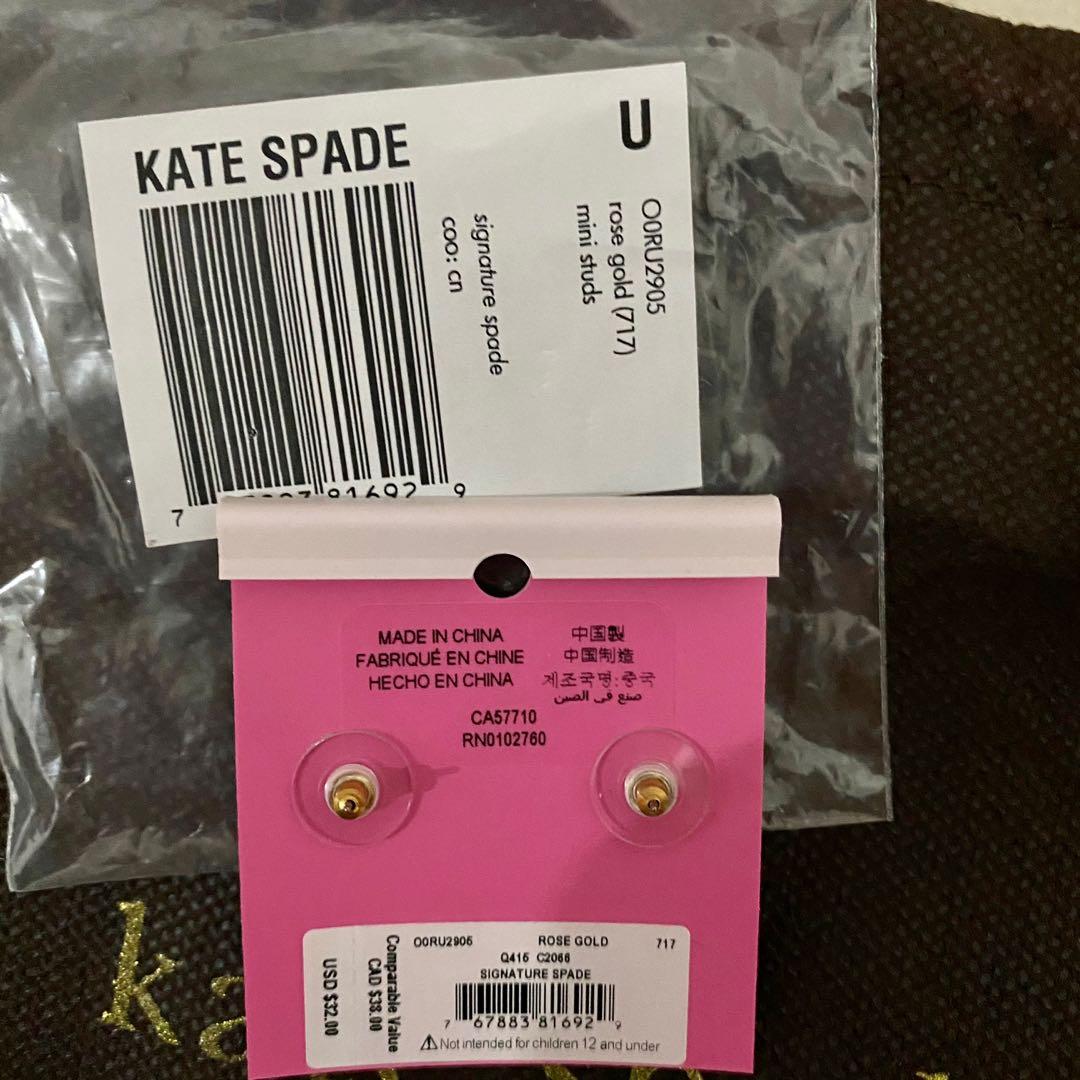 KATE SPADE
U
O0RU2905
rose gold (717)
mini studs
signature spade
coo: cn
7 81692 9
MADE IN CHINA
FABRIQUÉ EN CHINE
HECHO EN CHINA
中国製
中国制造
제조국명:중국
صنع في الصين
CA57710
RN0102760
O0RU2905 ROSE GOLD 717
Q415 C2066
SIGNATURE SPADE
7 67883 81692 9
⚠Not intended for children 12 and under
Comparable Value
CAD $38.00
USD $32.00
ka